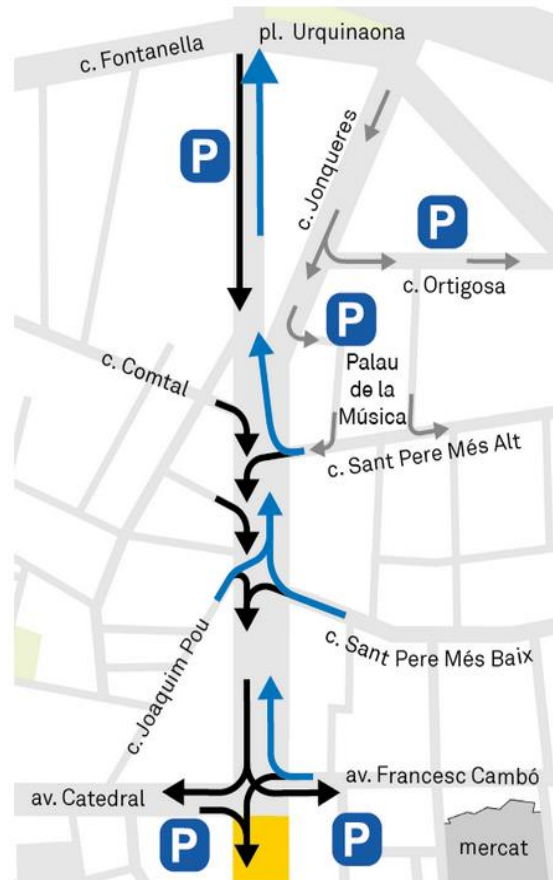 pl. Urquinaona
c. Fontanella
P
c. Jonqueres
P
c. Ortigosa
P
Palau
de la
Música
c. Comtal
c. Sant Pere Més Alt
c. Joaquim Pou
c. Sant Pere Més Baix
av. Francesc Cambó
av. Catedral
P
P
mercat